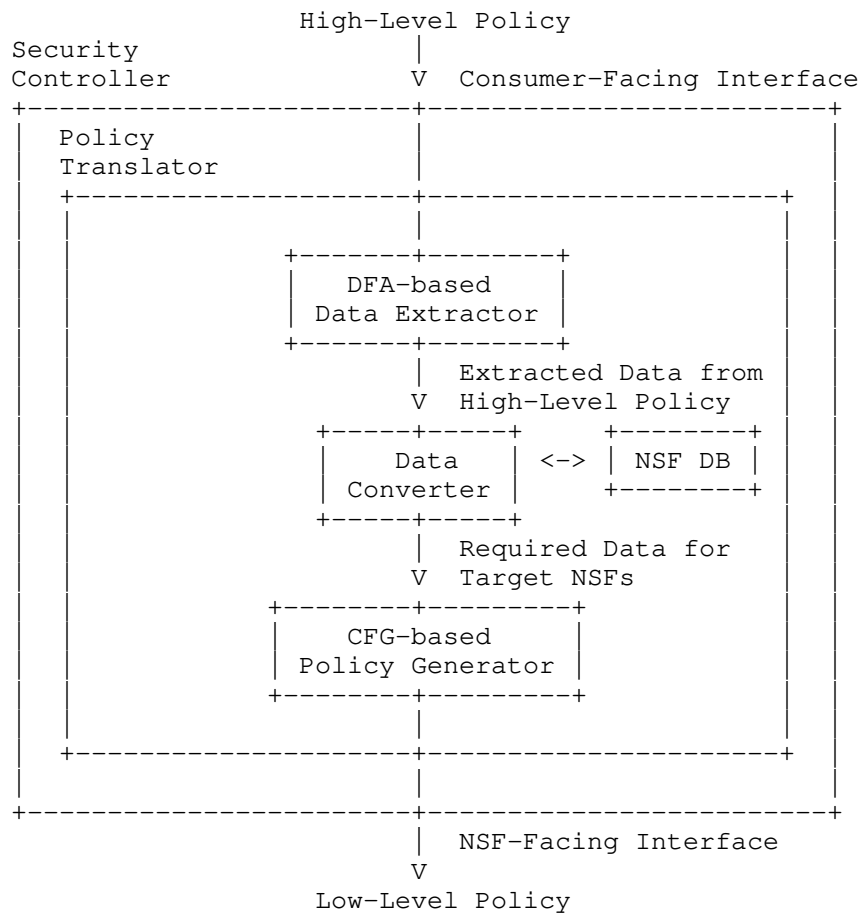 High-Level Policy
Security
Controller
Consumer-Facing Interface
Policy
Translator
DFA-based
Data Extractor
Extracted Data from
High-Level Policy
Data
Converter
<->
NSF DB
Required Data for
Target NSFs
CFG-based
Policy Generator
NSF-Facing Interface
Low-Level Policy